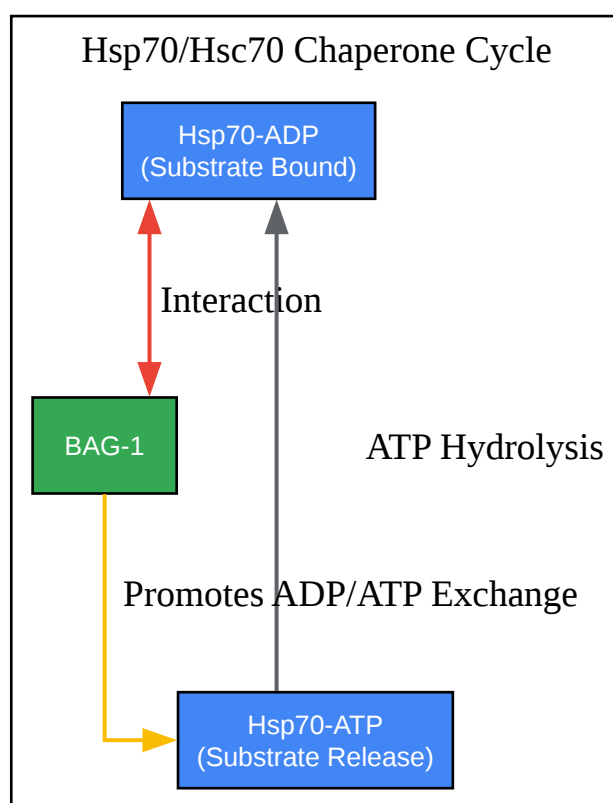 Hsp70/Hsc70 Chaperone Cycle
Hsp70-ADP
(Substrate Bound)
Interaction
BAG-1
ATP Hydrolysis
Promotes ADP/ATP Exchange
Hsp70-ATP
(Substrate Release)